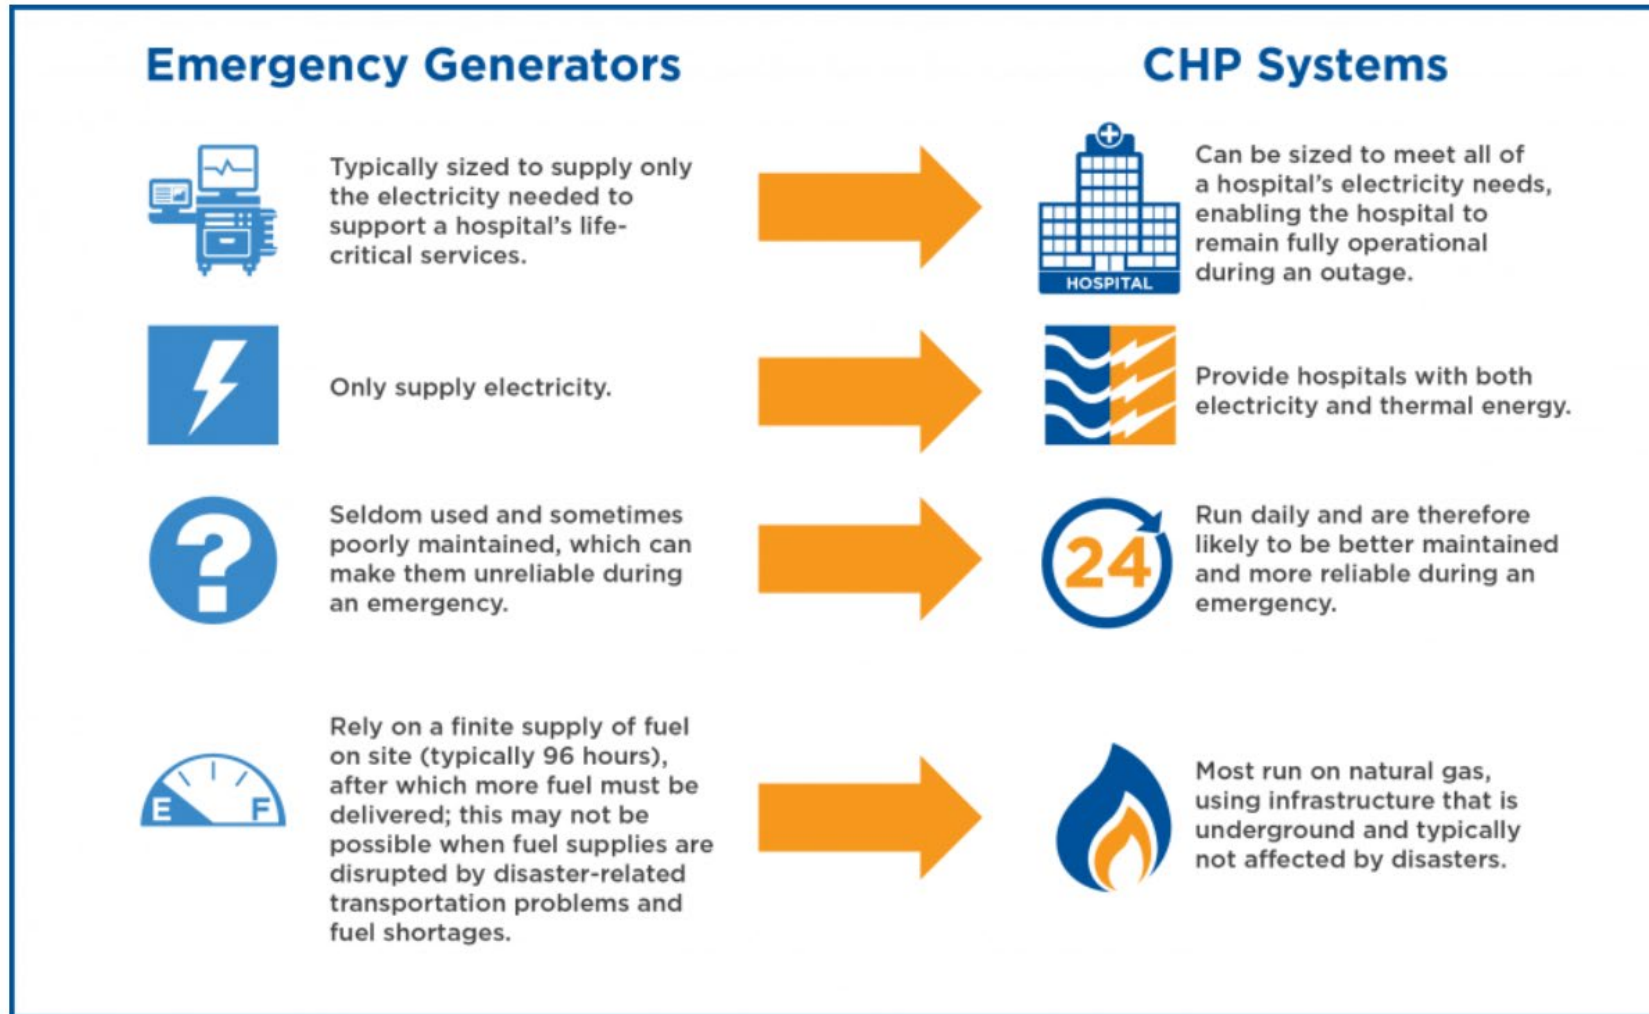 Emergency Generators
CHP Systems
Typically sized to supply only
the electricity needed to
support a hospital's life-
critical services.
HOSPITAL
Can be sized to meet all of
a hospital's electricity needs,
enabling the hospital to
remain fully operational
during an outage.
Only supply electricity.
Provide hospitals with both
electricity and thermal energy.
?
Seldom used and sometimes
poorly maintained, which can
make them unreliable during
an emergency.
24
Run daily and are therefore
likely to be better maintained
and more reliable during an
emergency.
E F
Rely on a finite supply of fuel
on site (typically 96 hours),
after which more fuel must be
delivered; this may not be
possible when fuel supplies are
disrupted by disaster-related
transportation problems and
fuel shortages.
Most run on natural gas,
using infrastructure that is
underground and typically
not affected by disasters.